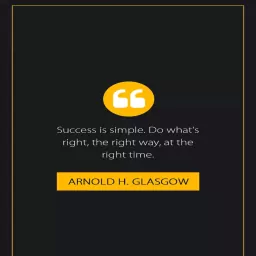 Success is simple. Do what's
right, the right way, at the
right time.
ARNOLD H. GLASGOW